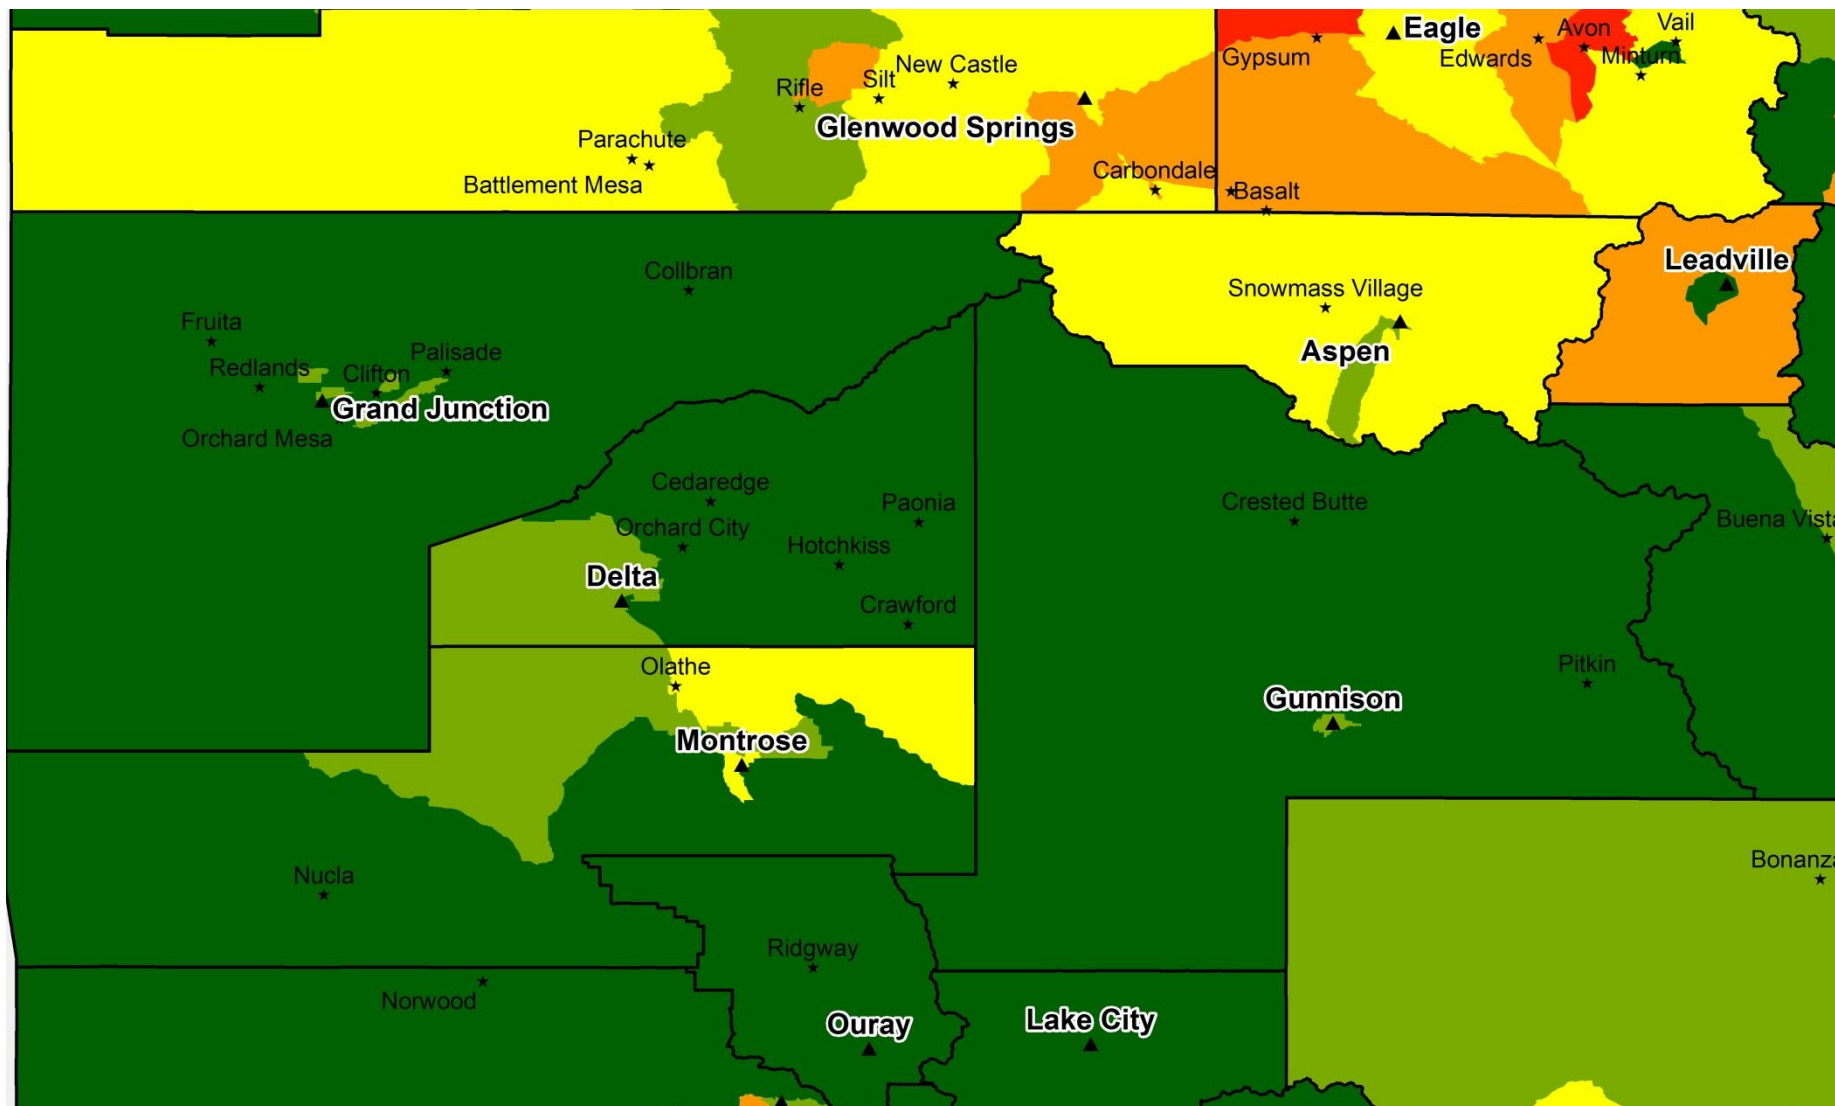 Vail
Eagle
Avon
Gypsum
Edwards
Minturn
New Castle
Silt
Rifle
Glenwood Springs
Parachute
Battlement Mesa
Carbondale
Basalt
Leadville
Collbran
Snowmass Village
Fruita
Aspen
Palisade
Redlands
Clifton
Grand Junction
Orchard Mesa
Cedaredge
Paonia
Crested Butte
Buena Vista
Orchard City
Hotchkiss
Delta
Crawford
Olathe
Pitkin
Gunnison
Montrose
Bonanza
Nucla
Ridgway
Norwood
Ouray
Lake City